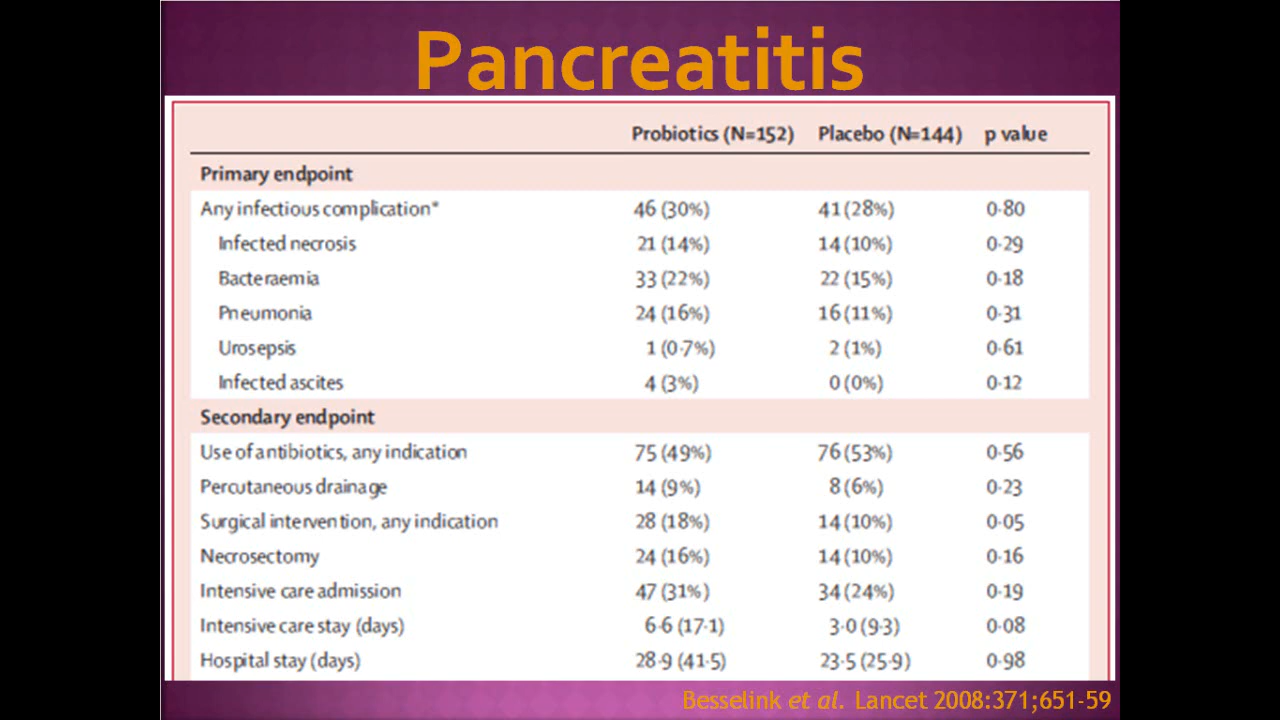 Pancreatitis
Probiotics (N=152) Placebo (N=144) p value
Primary endpoint
Any infectious complication* 46 (30%) 41 (28%) 0·80
Infected necrosis 21 (14%) 14 (10%) 0·29
Bacteraemia 33 (22%) 22 (15%) 0·18
Pneumonia 24 (16%) 16 (11%) 0·31
Urosepsis 1 (0·7%) 2 (1%) 0·61
Infected ascites 4 (3%) 0 (0%) 0·12
Secondary endpoint
Use of antibiotics, any indication 75 (49%) 76 (53%) 0·56
Percutaneous drainage 14 (9%) 8 (6%) 0·23
Surgical intervention, any indication 28 (18%) 14 (10%) 0·05
Necrosectomy 24 (16%) 14 (10%) 0·16
Intensive care admission 47 (31%) 34 (24%) 0·19
Intensive care stay (days) 6·6 (17·1) 3·0 (9·3) 0·08
Hospital stay (days) 28·9 (41·5) 23·5 (25·9) 0·98
Besselink et al. Lancet 2008:371;651-59